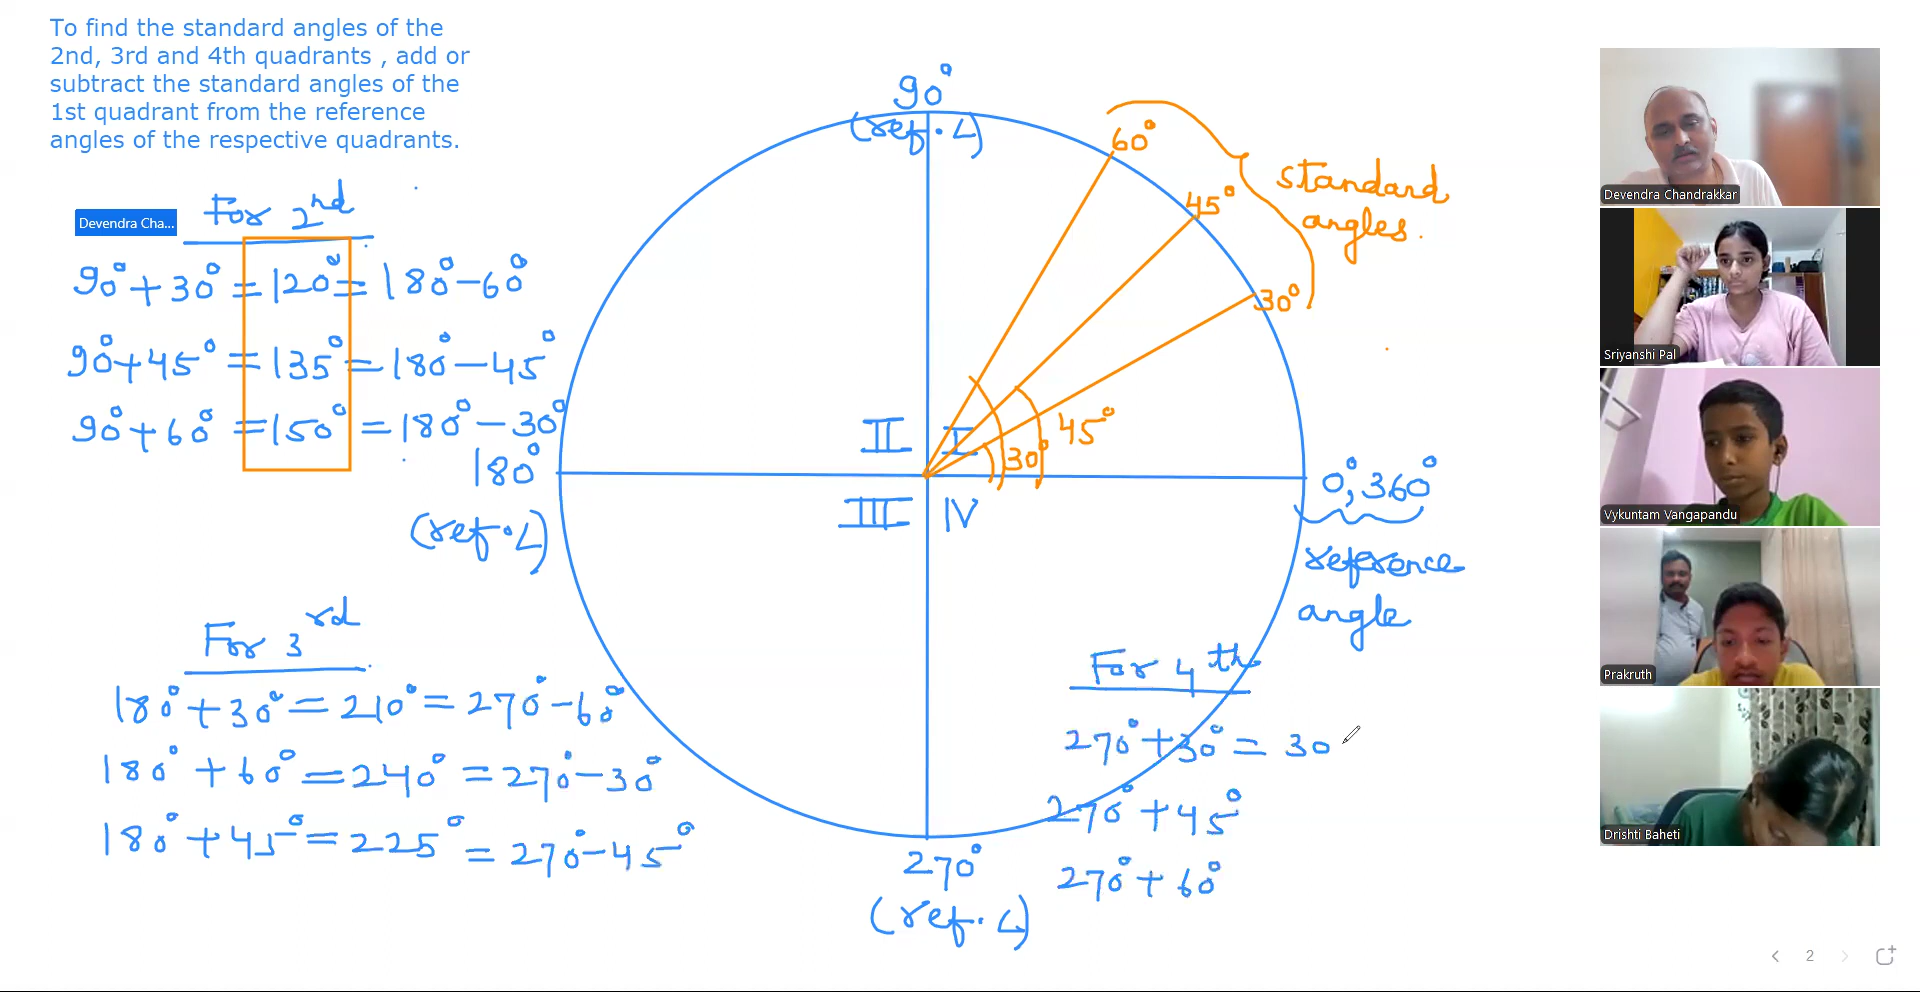 To find the standard angles of the
2nd, 3rd and 4th quadrants , add or
subtract the standard angles of the
1st quadrant from the reference
angles of the respective quadrants.
Devendra Cha...
For 2nd
90° + 30° = 120° = 180° - 60°
90° + 45° = 135° = 180° - 45°
90° + 60° = 150° = 180° - 30°
90°
(ref. ∠)
60°
45°
30°
standard
angles.
45°
30°
II
I
III
IV
180°
(ref. ∠)
0°, 360°
reference
angle
For 3rd
180° + 30° = 210° = 270° - 60°
180° + 60° = 240° = 270° - 30°
180° + 45° = 225° = 270° - 45°
270°
(ref. ∠)
For 4th
270° + 30° = 30
270° + 45°
270° + 60°
Devendra Chandrakkar
Sriyanshi Pal
Vykuntam Vangapandu
Prakruth
Drishti Baheti
2